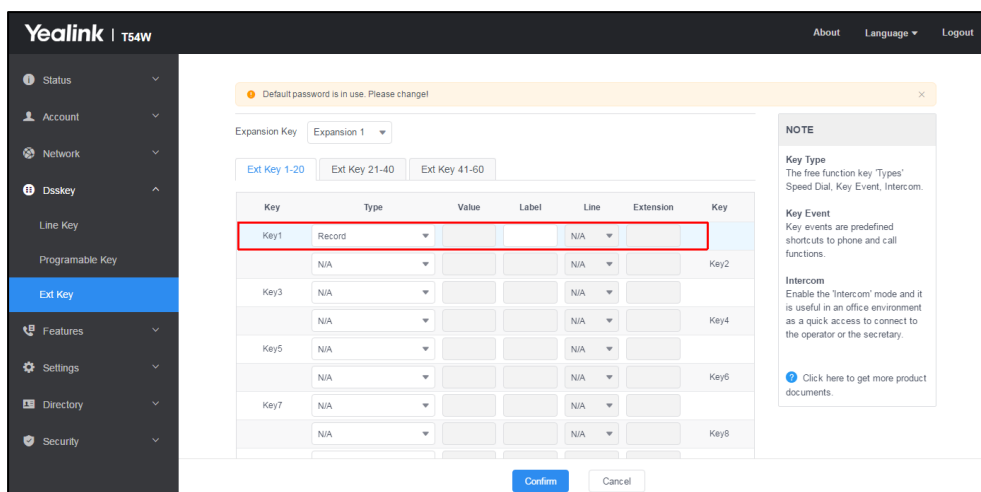 Yealink | T54W
About Language Logout
Status
Account
Network
Dsskey
Line Key
Programable Key
Ext Key
Features
Settings
Directory
Security
Default password is in use. Please change!
Expansion Key Expansion 1
Ext Key 1-20 Ext Key 21-40 Ext Key 41-60
Key Type Value Label Line Extension Key
Key1 Record N/A
N/A N/A Key2
Key3 N/A N/A
N/A N/A Key4
Key5 N/A N/A
N/A N/A Key6
Key7 N/A N/A
N/A N/A Key8
Confirm Cancel
NOTE
Key Type
The free function key 'Types'
Speed Dial, Key Event, Intercom.
Key Event
Key events are predefined
shortcuts to phone and call
functions.
Intercom
Enable the 'Intercom' mode and it
is useful in an office environment
as a quick access to connect to
the operator or the secretary.
Click here to get more product
documents.